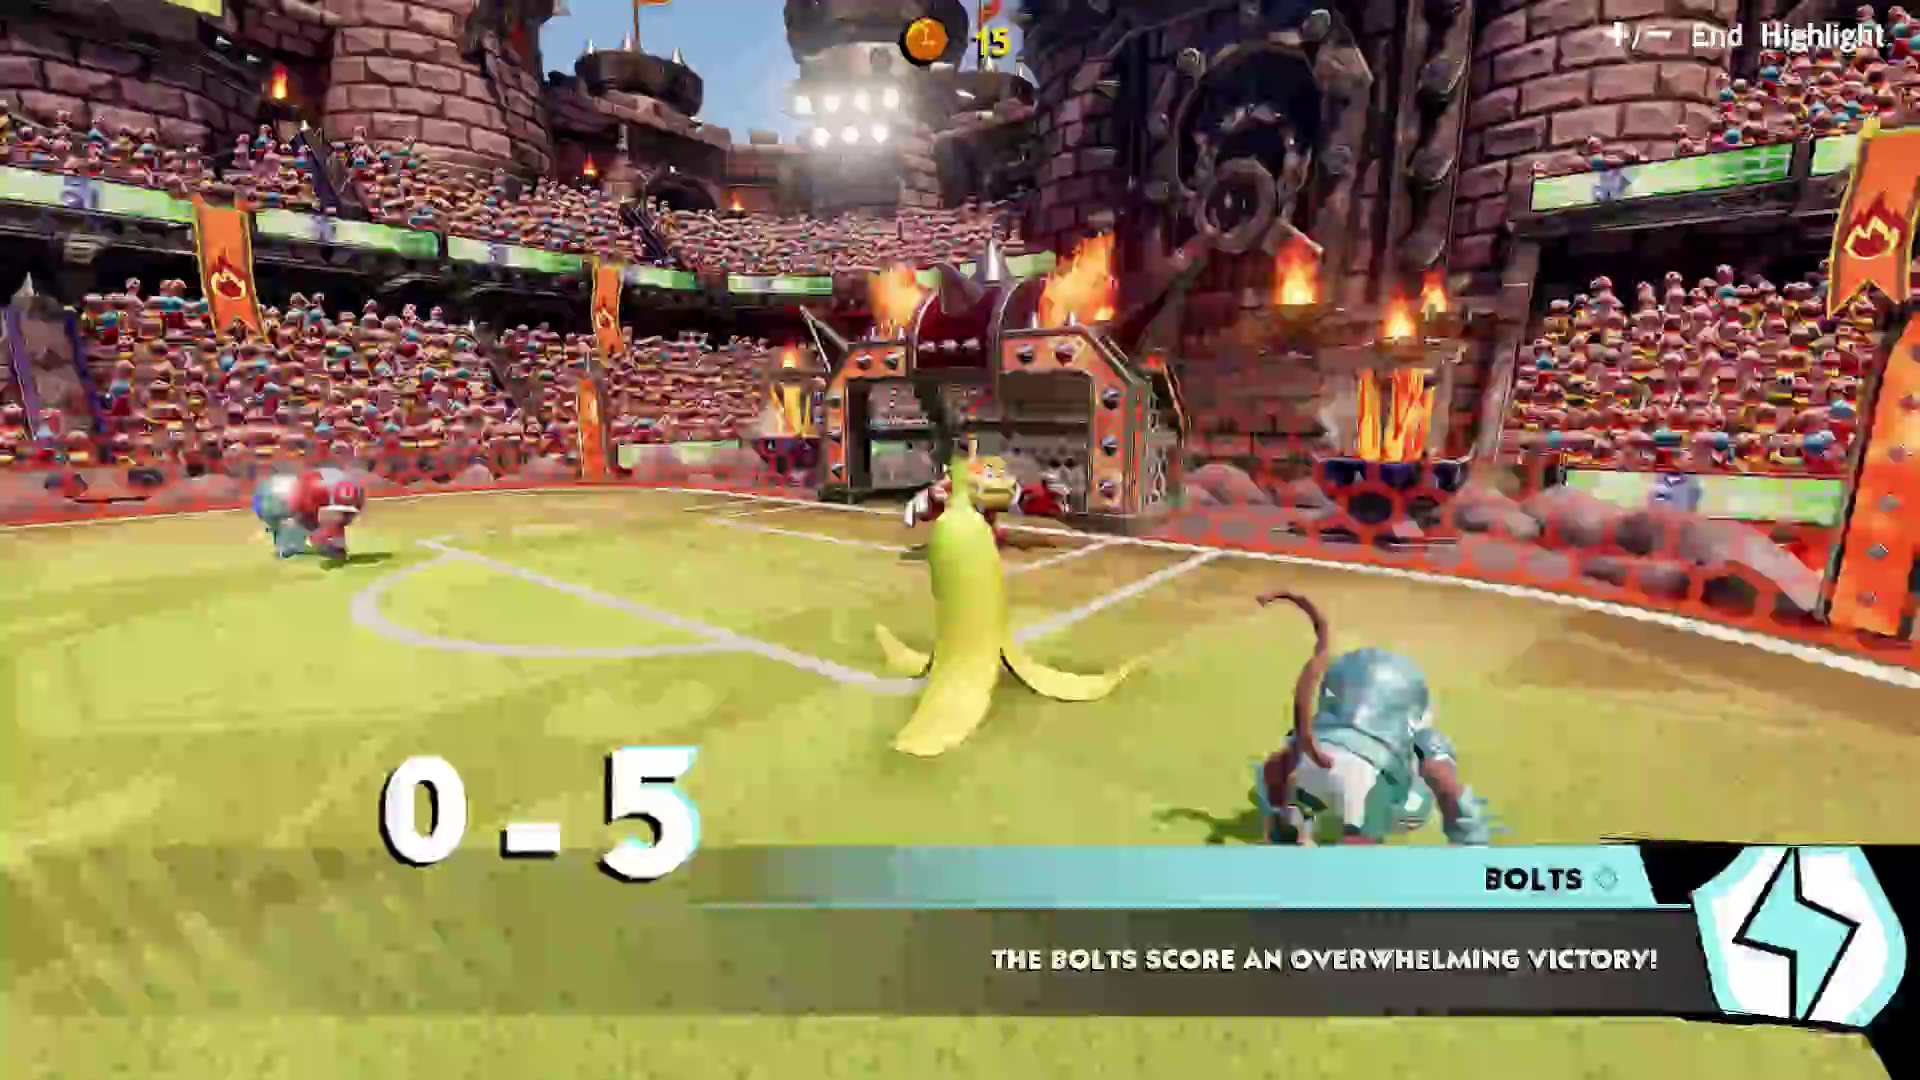 15
+/− End Highlight
0 - 5
BOLTS
THE BOLTS SCORE AN OVERWHELMING VICTORY!